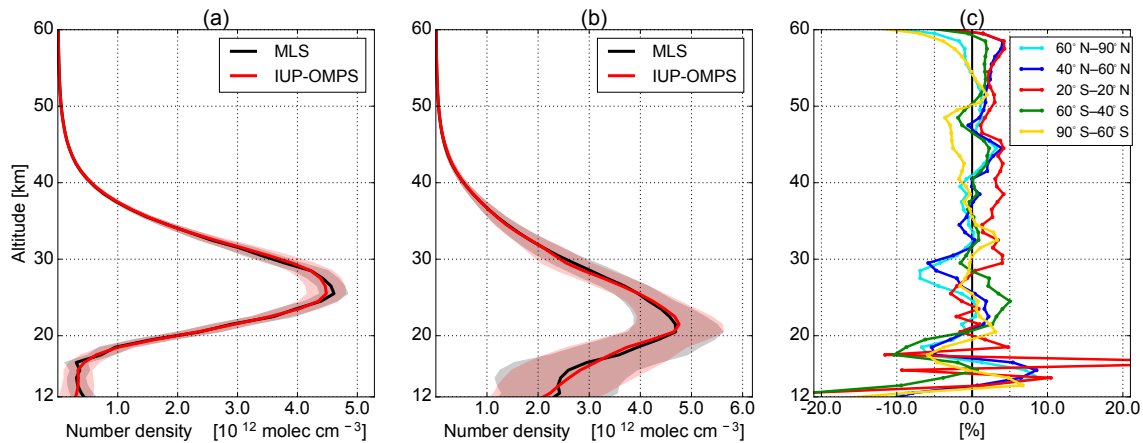 (a)
(b)
(c)
MLS
IUP-OMPS
MLS
IUP-OMPS
60° N–90° N
40° N–60° N
20° S–20° N
60° S–40° S
90° S–60° S
Altitude [km]
60
50
40
30
20
12
60
50
40
30
20
12
60
50
40
30
20
12
1.0 2.0 3.0 4.0 5.0
1.0 2.0 3.0 4.0 5.0 6.0
-20.0 -10.0 0.0 10.0 20.0
Number density [10 12 molec cm −3]
Number density [10 12 molec cm −3]
[%]